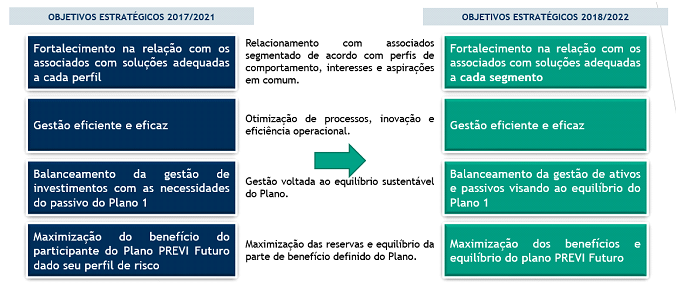 OBJETIVOS ESTRATÉGICOS 2017/2021
OBJETIVOS ESTRATÉGICOS 2018/2022
Fortalecimento na relação com os
associados com soluções adequadas
a cada perfil
Relacionamento com associados
segmentado de acordo com perfis de
comportamento, interesses e aspirações
em comum.
Fortalecimento na relação com os
associados com soluções adequadas
a cada segmento
Gestão eficiente e eficaz
Otimização de processos, inovação e
eficiência operacional.
Gestão eficiente e eficaz
Balanceamento da gestão de
investimentos com as necessidades
do passivo do Plano 1
Gestão voltada ao equilíbrio sustentável
do Plano.
Balanceamento da gestão de ativos
e passivos visando ao equilíbrio do
Plano 1
Maximização do benefício do
participante do Plano PREVI Futuro
dado seu perfil de risco
Maximização das reservas e equilíbrio da
parte de benefício definido do Plano.
Maximização dos benefícios e
equilíbrio do plano PREVI Futuro